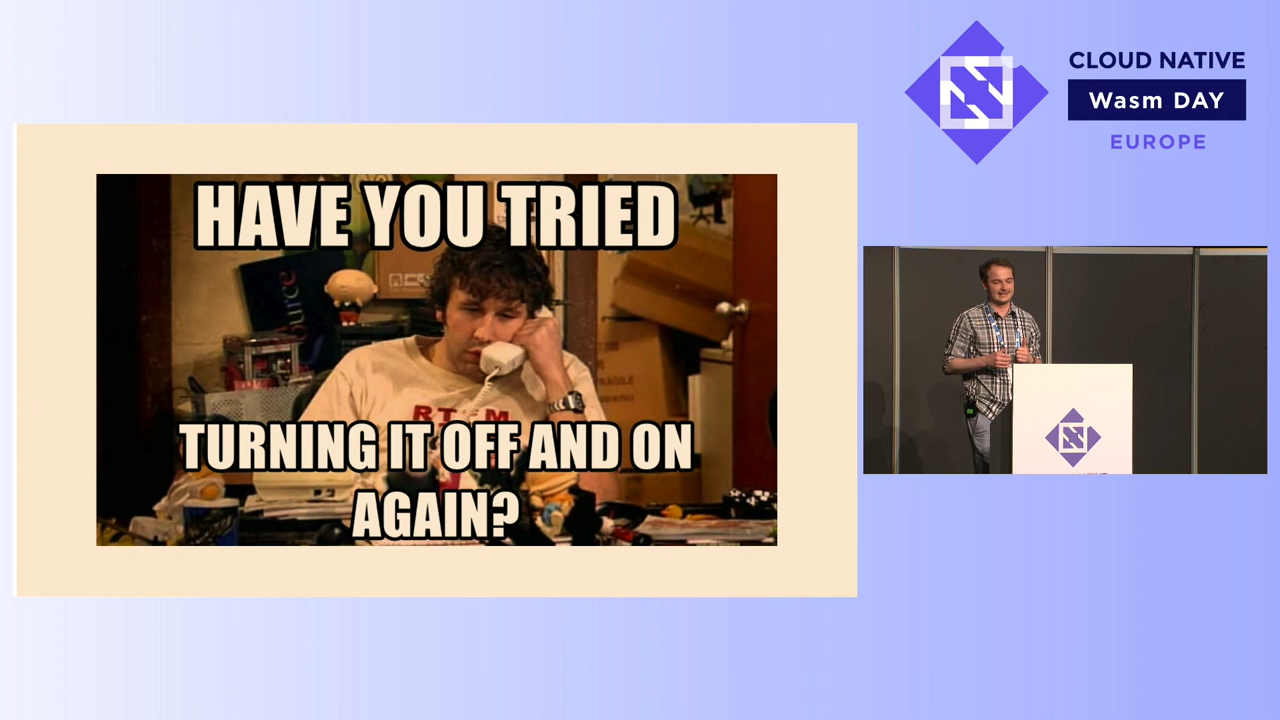 CLOUD NATIVE
Wasm DAY
EUROPE
HAVE YOU TRIED
TURNING IT OFF AND ON
AGAIN?